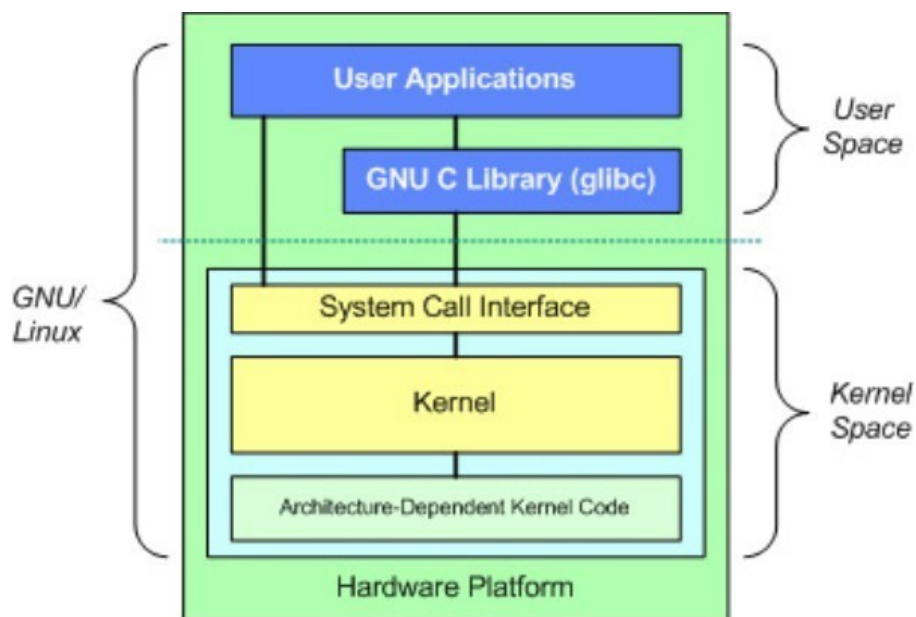 User Applications
User
Space
GNU C Library (glibc)
GNU/
Linux
System Call Interface
Kernel
Kernel
Space
Architecture-Dependent Kernel Code
Hardware Platform